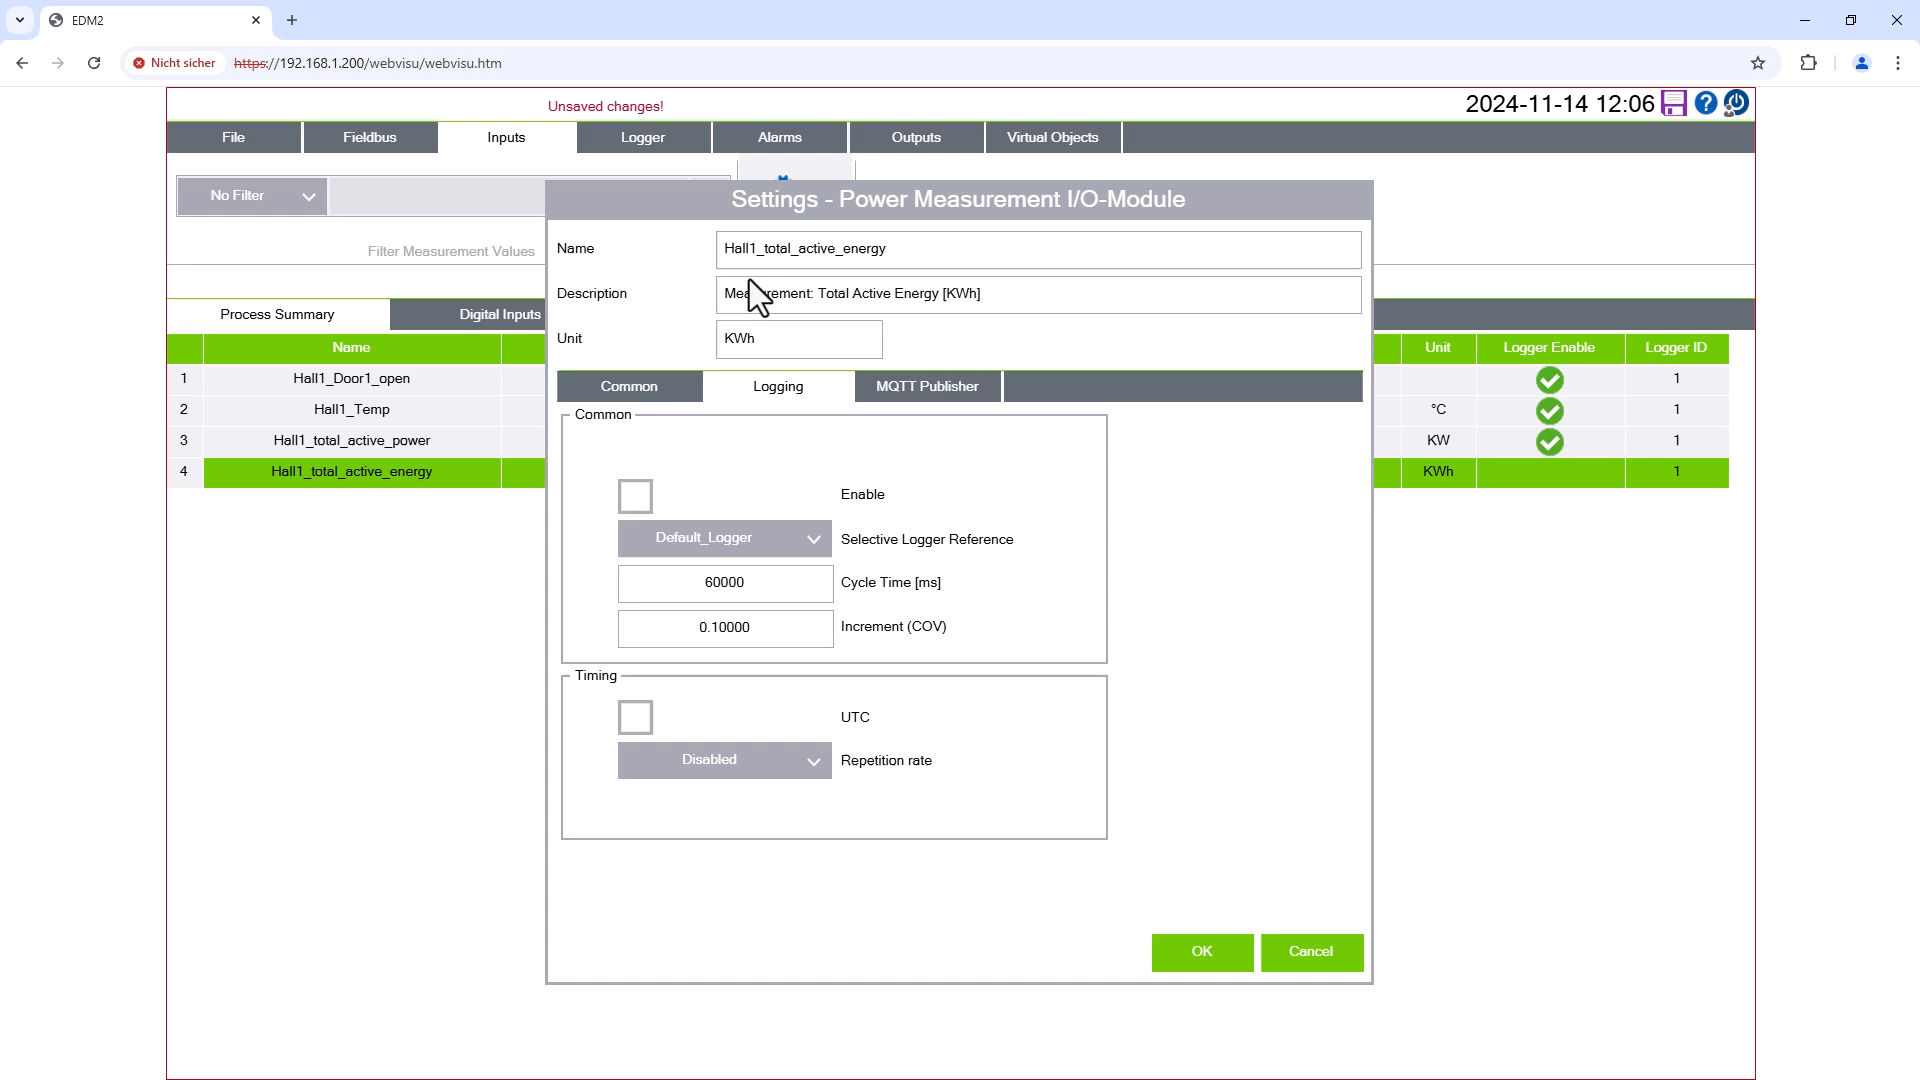 EDM2
Nicht sicher https://192.168.1.200/webvisu/webvisu.htm
Unsaved changes! 2024-11-14 12:06
File Fieldbus Inputs Logger Alarms Outputs Virtual Objects
No Filter
Filter Measurement Values
Settings - Power Measurement I/O-Module
Name Hall1_total_active_energy
Description Measurement: Total Active Energy [KWh]
Unit KWh
Process Summary Digital Inputs
Name Unit Logger Enable Logger ID
1 Hall1_Door1_open 1
2 Hall1_Temp °C 1
3 Hall1_total_active_power KW 1
4 Hall1_total_active_energy KWh 1
Common Logging MQTT Publisher
Common
Enable
Default_Logger Selective Logger Reference
60000 Cycle Time [ms]
0.10000 Increment (COV)
Timing
UTC
Disabled Repetition rate
OK Cancel